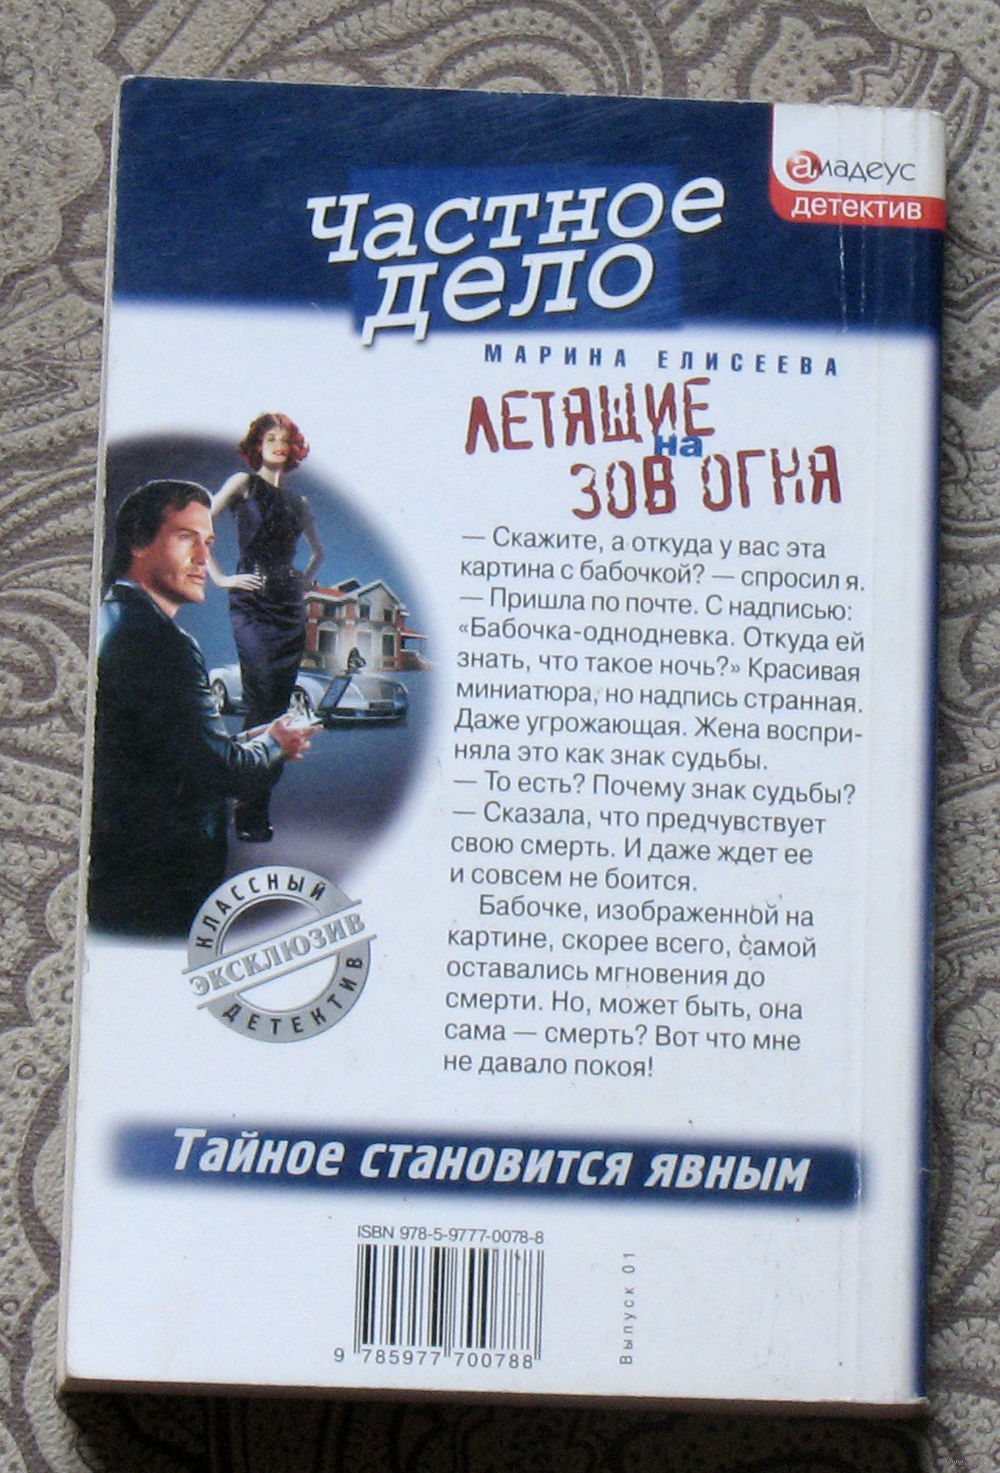 амадеус
детектив
Частное
дело
МАРИНА ЕЛИСЕЕВА
ЛЕТЯЩИЕ
на
ЗОВ ОГНЯ
— Скажите, а откуда у вас эта
картина с бабочкой? — спросил я.
— Пришла по почте. С надписью:
«Бабочка-однодневка. Откуда ей
знать, что такое ночь?» Красивая
миниатюра, но надпись странная.
Даже угрожающая. Жена воспри-
няла это как знак судьбы.
— То есть? Почему знак судьбы?
— Сказала, что предчувствует
свою смерть. И даже ждет ее
и совсем не боится.
Бабочке, изображенной на
картине, скорее всего, самой
оставались мгновения до
смерти. Но, может быть, она
сама — смерть? Вот что мне
не давало покоя!
КЛАССНЫЙ
ЭКСКЛЮЗИВ
ДЕТЕКТИВ
Тайное становится явным
ISBN 978-5-9777-0078-8
9 785977 700788
Выпуск 01